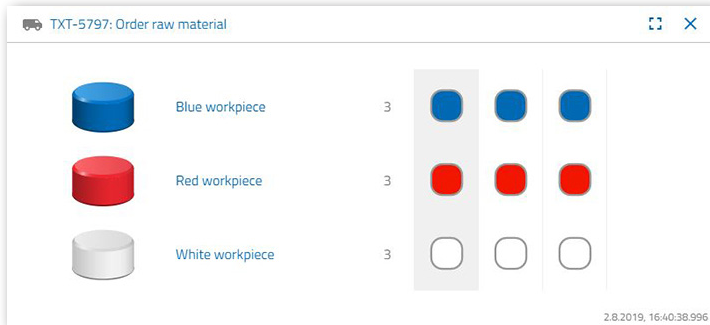 TXT-5797: Order raw material
Blue workpiece 3
Red workpiece 3
White workpiece 3
2.8.2019, 16:40:38.996